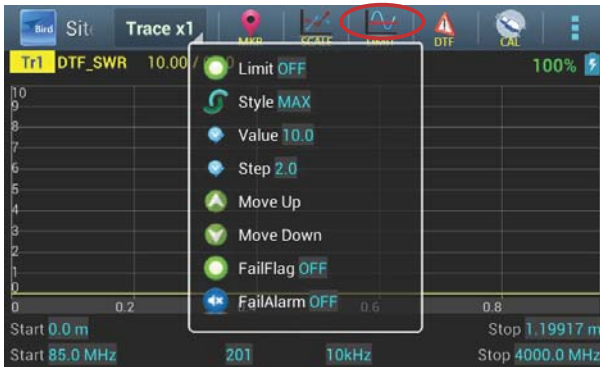 Bird Site Trace x1 MKR SCALE LIMIT DTF CAL
Tr1 DTF_SWR 10.00 / 100%
Limit OFF
Style MAX
Value 10.0
Step 2.0
Move Up
Move Down
FailFlag OFF
FailAlarm OFF
10
9
8
7
6
5
4
3
2
1
0
0 0.2 0.6 0.8
Start 0.0 m Stop 1.19917 m
Start 85.0 MHz 201 10kHz Stop 4000.0 MHz